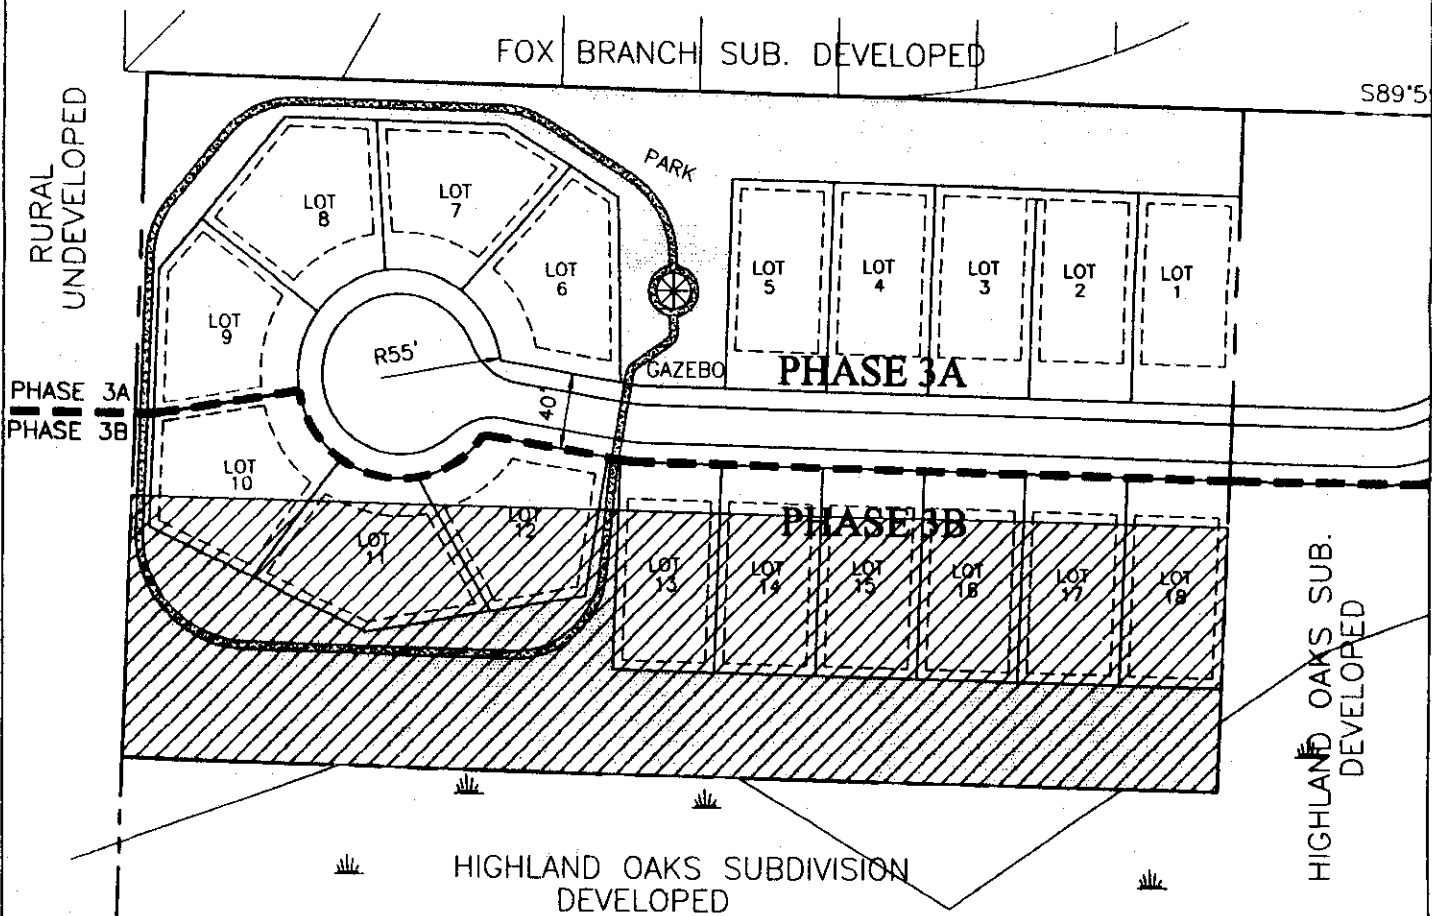 FOX BRANCH SUB. DEVELOPED
S89°5
RURAL
UNDEVELOPED
PARK
LOT
8
LOT
7
LOT
6
LOT
5
LOT
4
LOT
3
LOT
2
LOT
1
LOT
9
R55'
GAZEBO
PHASE 3A
PHASE 3A
PHASE 3B
40'
LOT
10
LOT
11
LOT
12
PHASE 3B
LOT
13
LOT
14
LOT
15
LOT
16
LOT
17
LOT
18
HIGHLAND OAKS SUB.
DEVELOPED
HIGHLAND OAKS SUBDIVISION
DEVELOPED